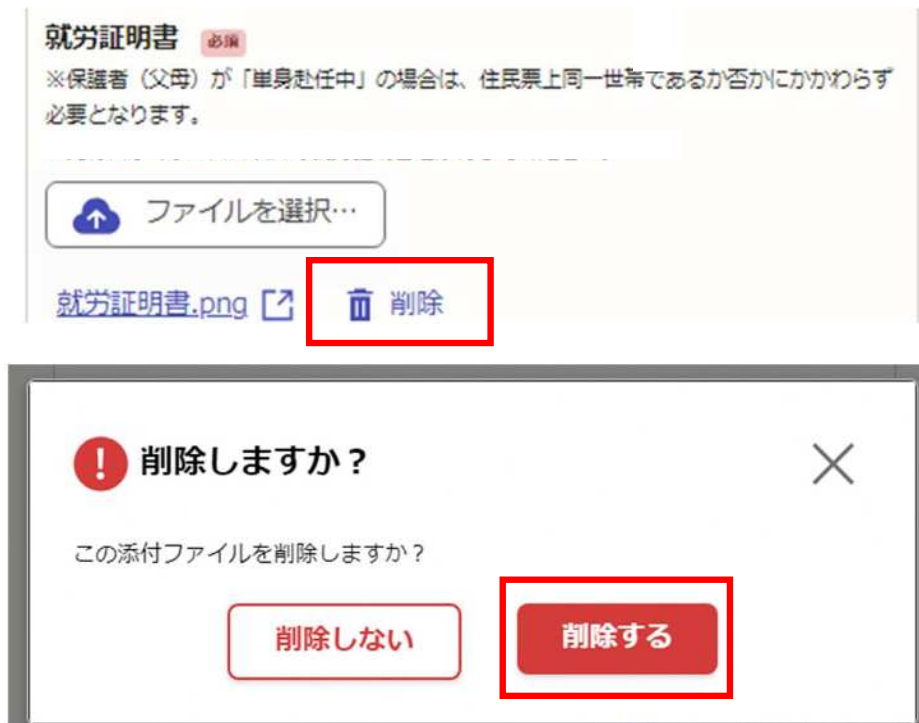 就労証明書 必須
※保護者（父母）が「単身赴任中」の場合は、住民票上同一世帯であるか否かにかかわらず
必要となります。
ファイルを選択…
就労証明書.png 削除
削除しますか？
この添付ファイルを削除しますか？
削除しない 削除する